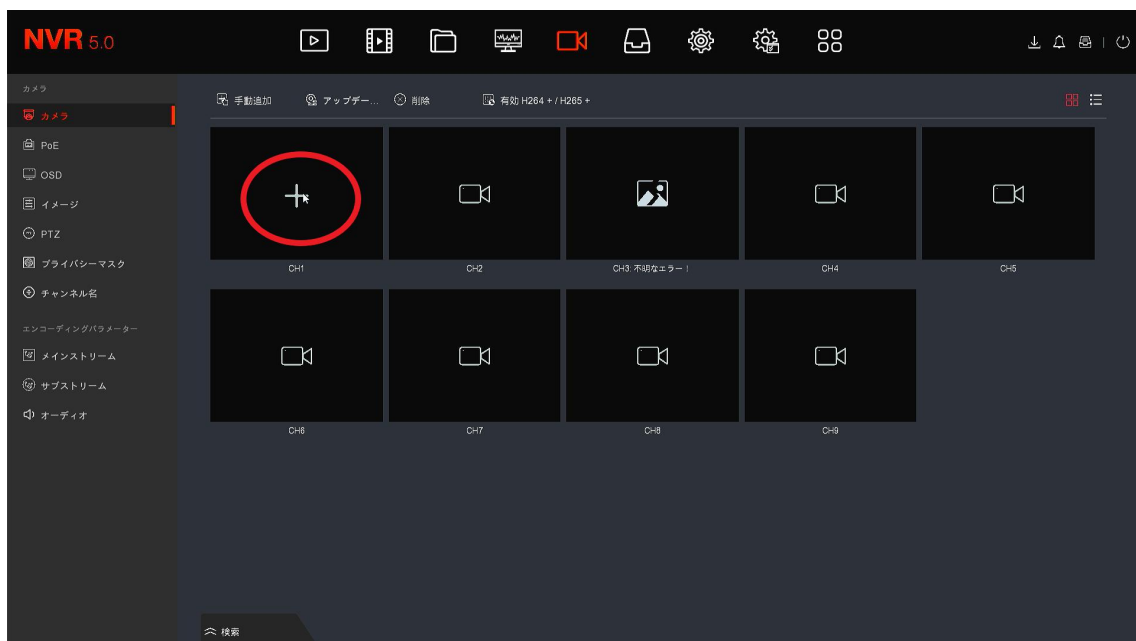 NVR 5.0
カメラ
カメラ
PoE
OSD
イメージ
PTZ
プライバシーマスク
チャンネル名
エンコーディングパラメーター
メインストリーム
サブストリーム
オーディオ
手動追加 アップデー... 削除 有効 H264 + / H265 +
CH1 CH2 CH3: 不明なエラー! CH4 CH5
CH6 CH7 CH8 CH9
検索